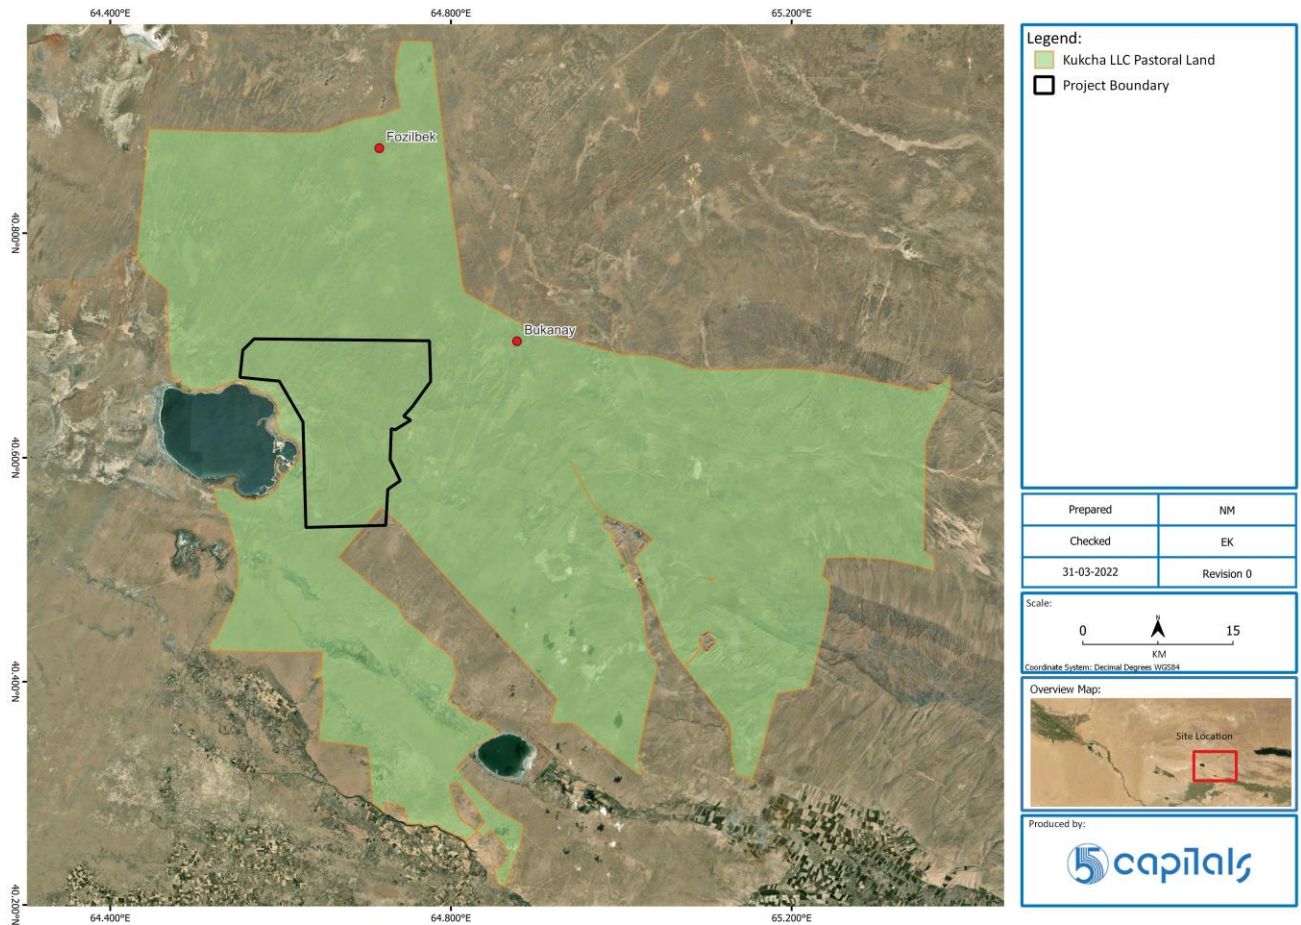 64.400°E
64.800°E
65.200°E
40.800°N
40.600°N
40.400°N
40.200°N
Fozilbek
Bukanay
64.400°E
64.800°E
65.200°E
Legend:
Kukcha LLC Pastoral Land
Project Boundary
Prepared NM
Checked EK
31-03-2022 Revision 0
Scale:
N
0 15
KM
Coordinate System: Decimal Degrees WGS84
Overview Map:
Site Location
Produced by:
5 capitals